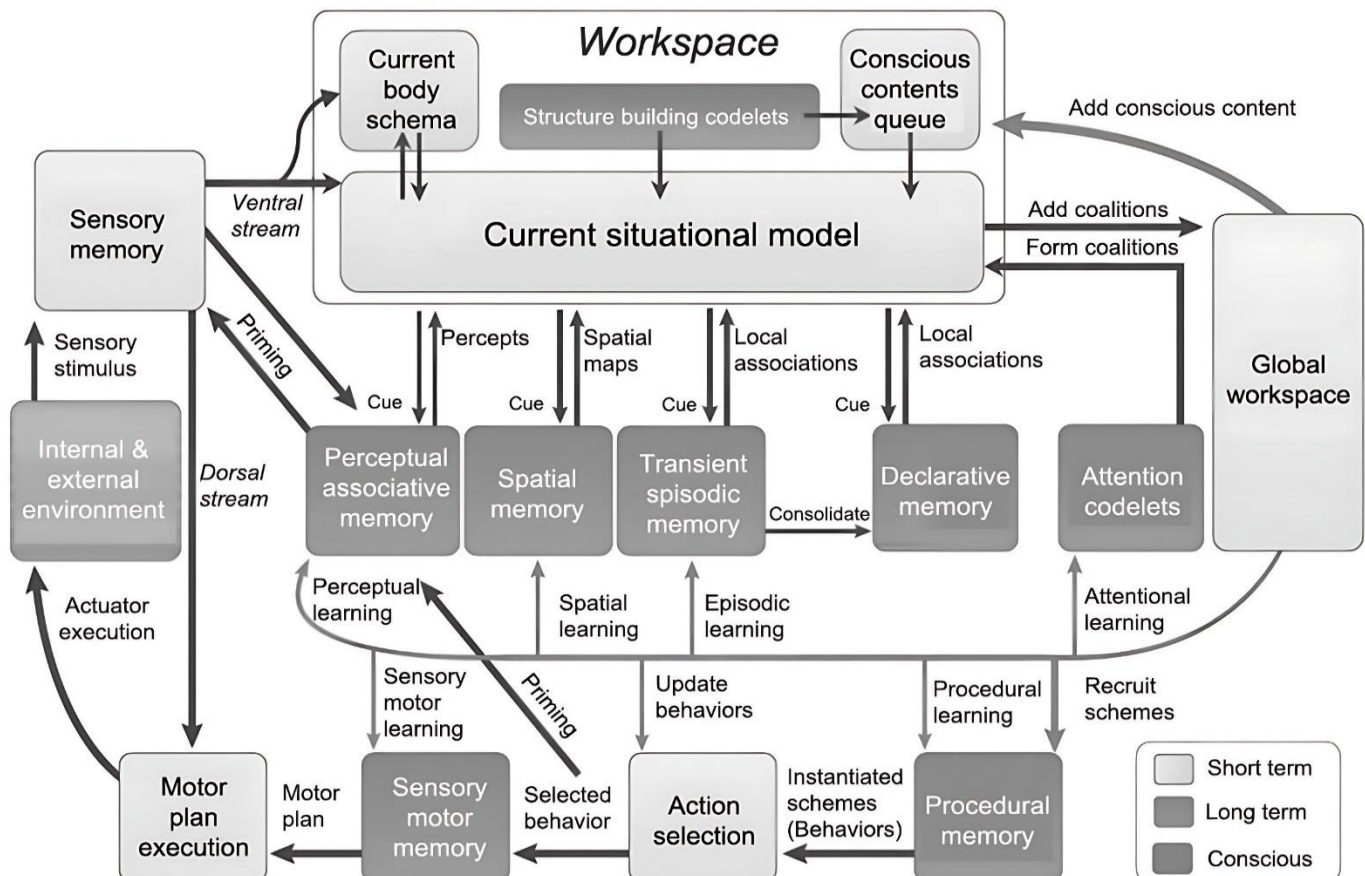 Workspace
Current
body
schema
Structure building codelets
Conscious
contents
queue
Add conscious content
Sensory
memory
Ventral
stream
Current situational model
Add coalitions
Form coalitions
Global
workspace
Sensory
stimulus
Priming
Cue
Percepts
Cue
Spatial
maps
Cue
Local
associations
Cue
Local
associations
Internal &
external
environment
Dorsal
stream
Perceptual
associative
memory
Spatial
memory
Transient
episodic
memory
Consolidate
Declarative
memory
Attention
codelets
Actuator
execution
Perceptual
learning
Spatial
learning
Episodic
learning
Attentional
learning
Sensory
motor
learning
Priming
Update
behaviors
Procedural
learning
Recruit
schemes
Motor
plan
execution
Motor
plan
Sensory
motor
memory
Selected
behavior
Action
selection
Instantiated
schemes
(Behaviors)
Procedural
memory
Short term
Long term
Conscious